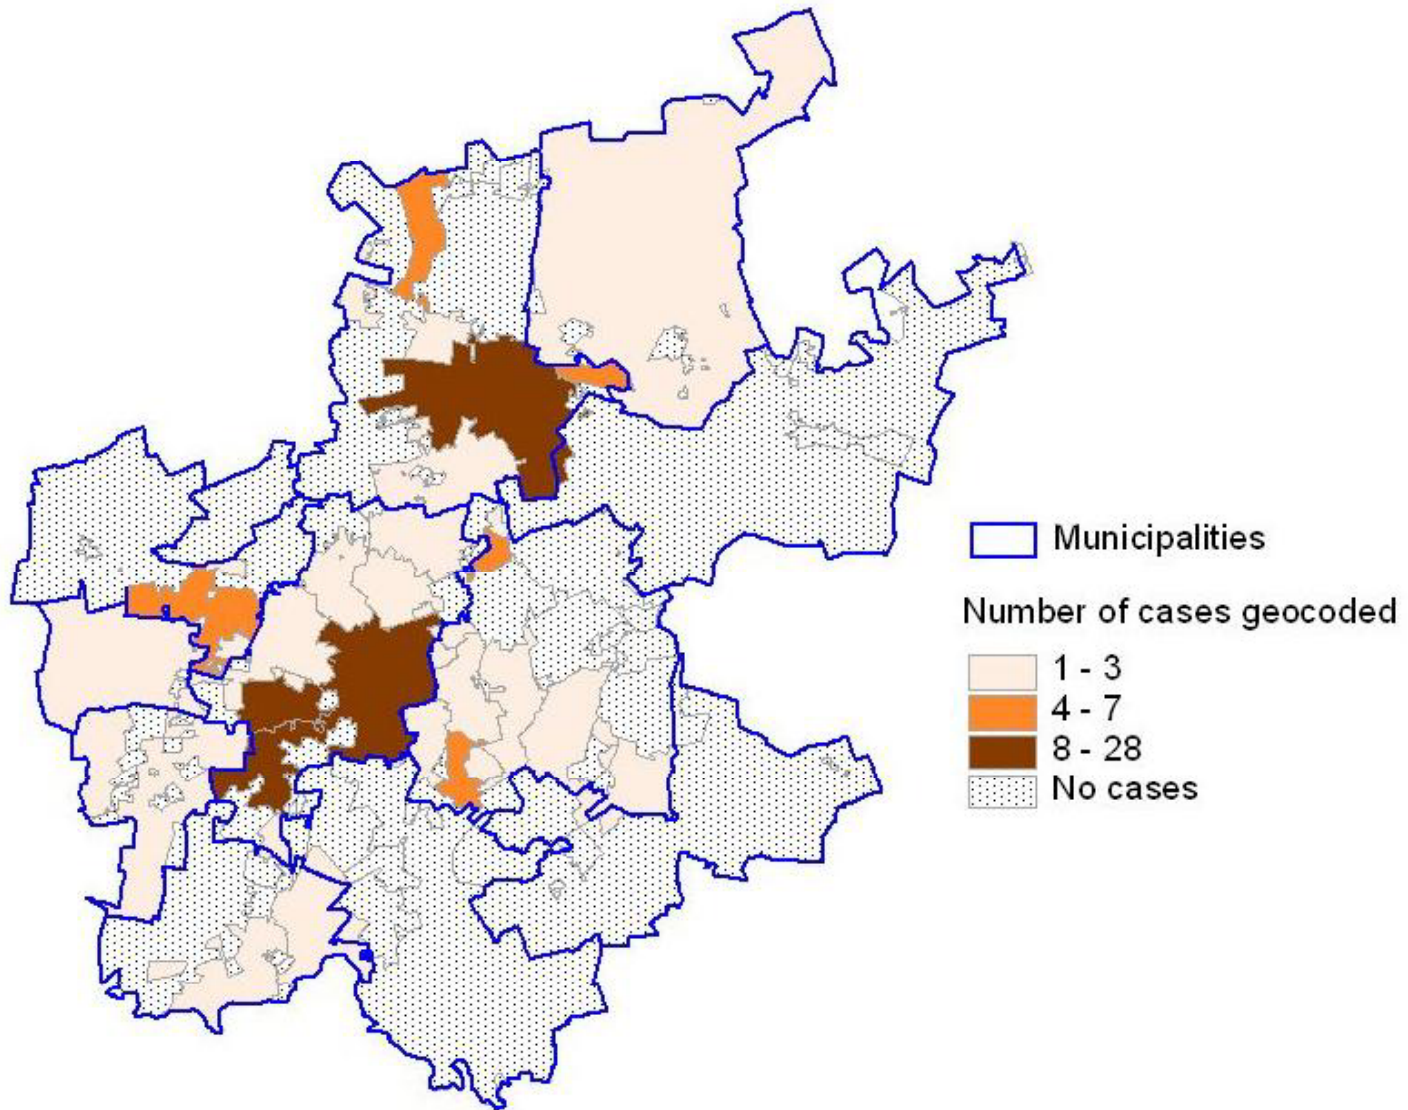 Municipalities
Number of cases geocoded
1 - 3
4 - 7
8 - 28
No cases